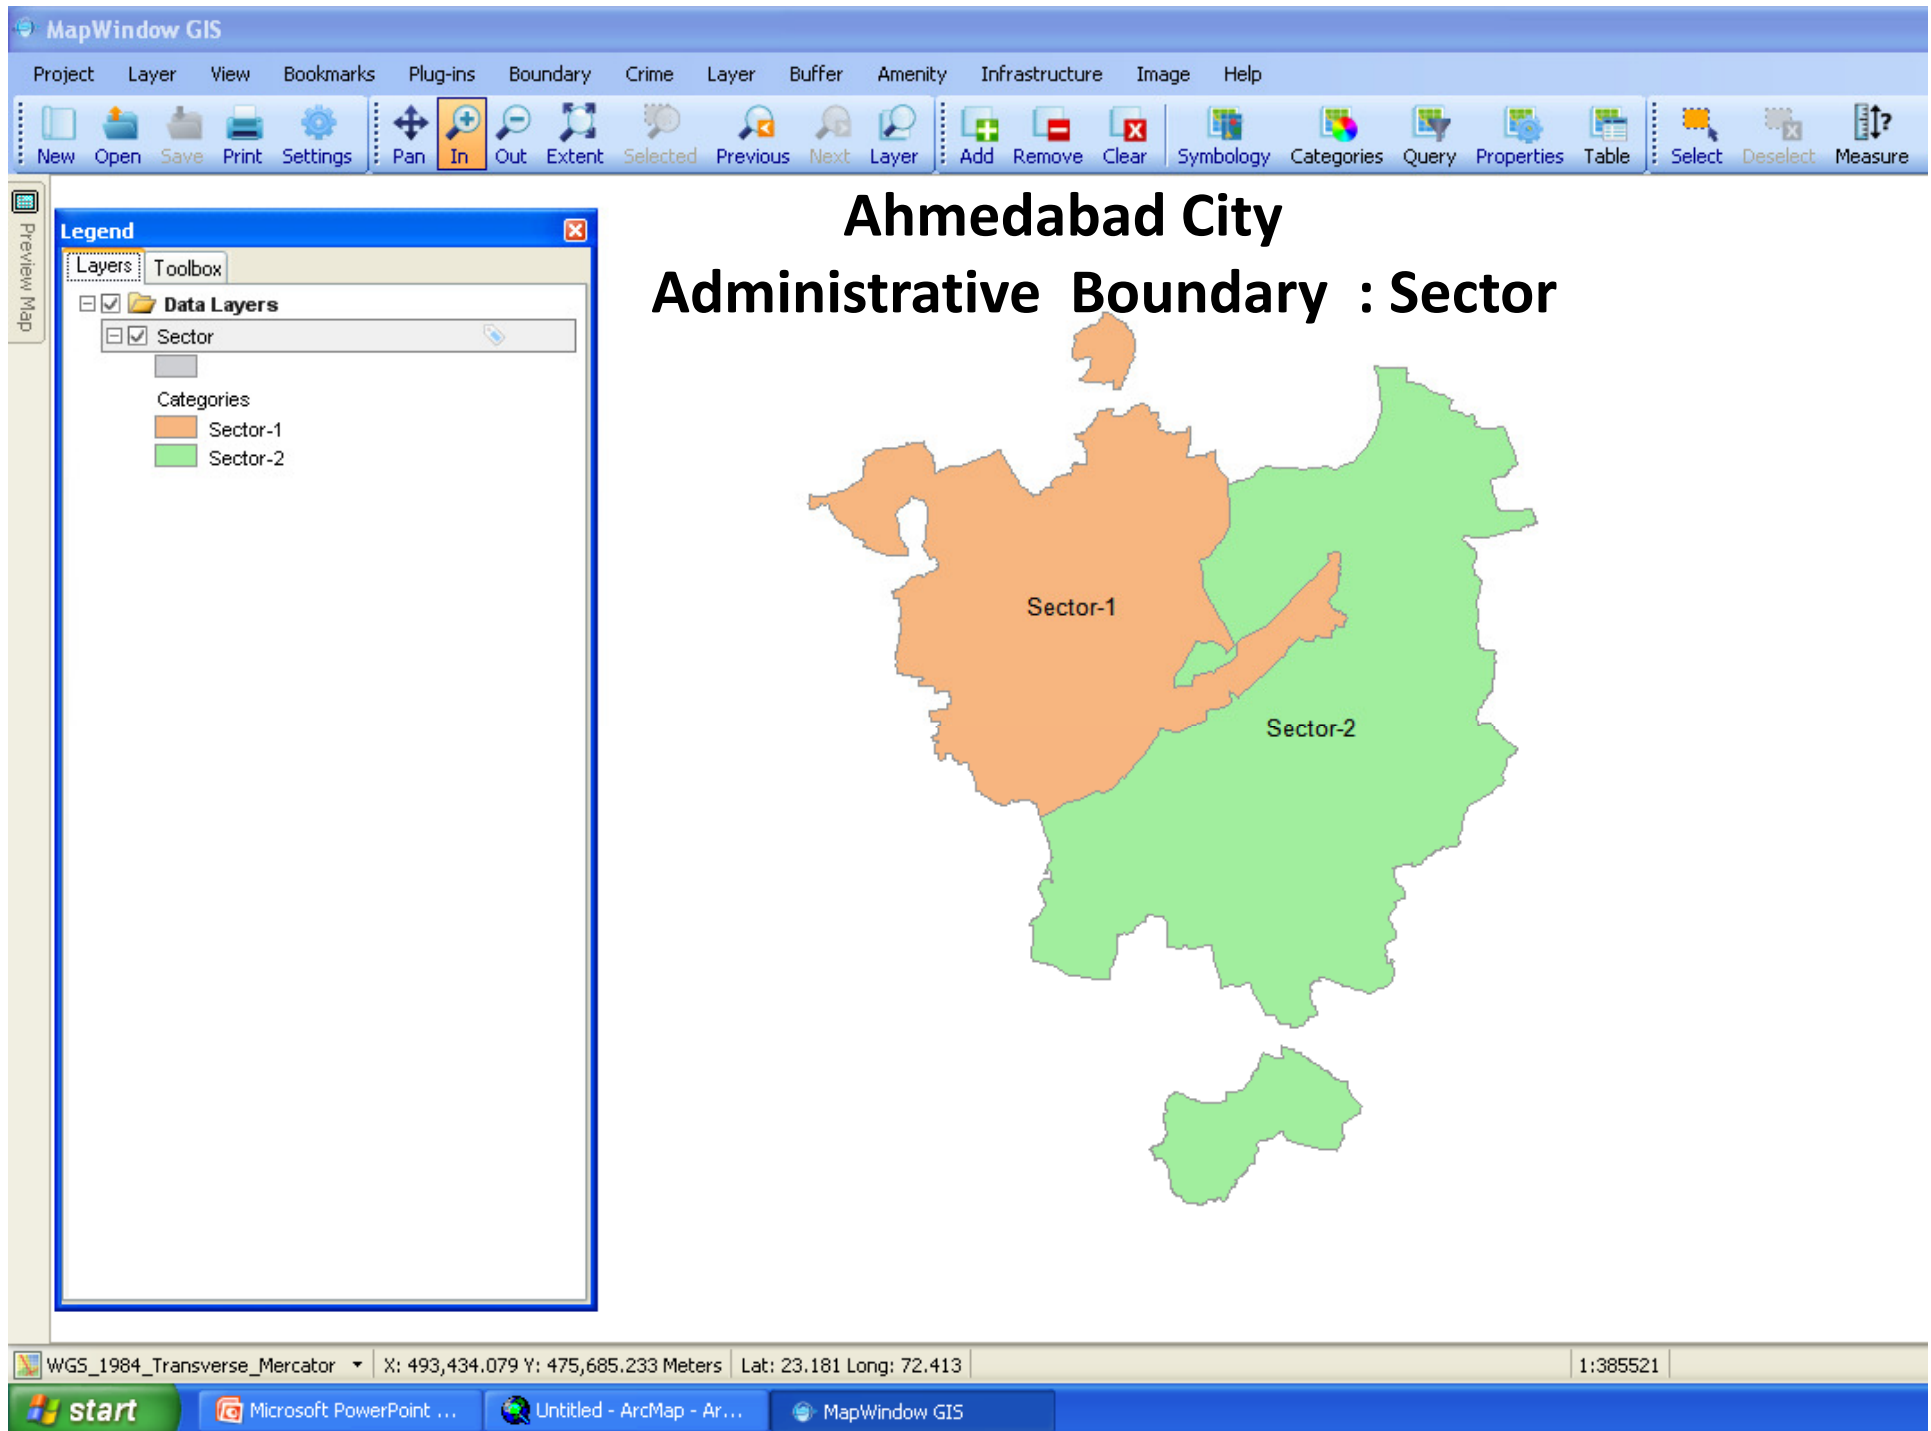 MapWindow GIS
Project Layer View Bookmarks Plug-ins Boundary Crime Layer Buffer Amenity Infrastructure Image Help
New Open Save Print Settings Pan In Out Extent Selected Previous Next Layer Add Remove Clear Symbology Categories Query Properties Table Select Deselect Measure
Preview Map
Legend
Layers Toolbox
Data Layers
Sector
Categories
Sector-1
Sector-2
Ahmedabad City
Administrative Boundary : Sector
Sector-1
Sector-2
WGS_1984_Transverse_Mercator X: 493,434.079 Y: 475,685.233 Meters Lat: 23.181 Long: 72.413 1:385521
start Microsoft PowerPoint ... Untitled - ArcMap - Ar... MapWindow GIS